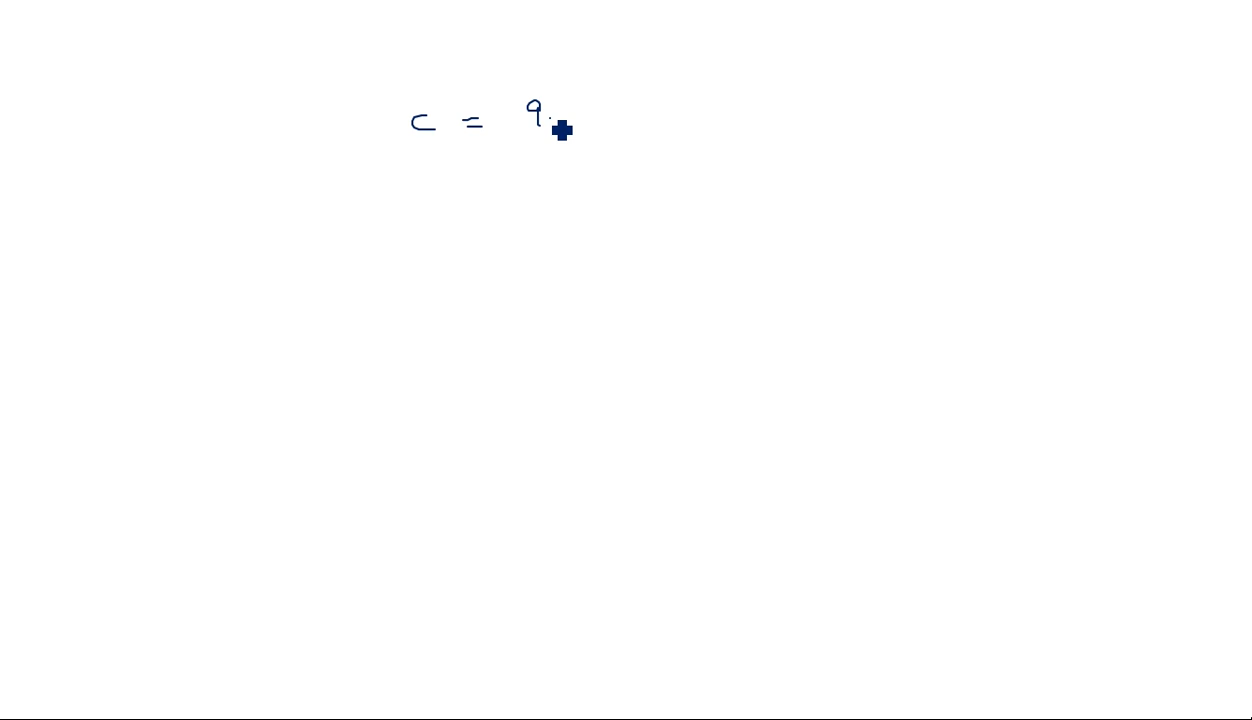 c = 9.